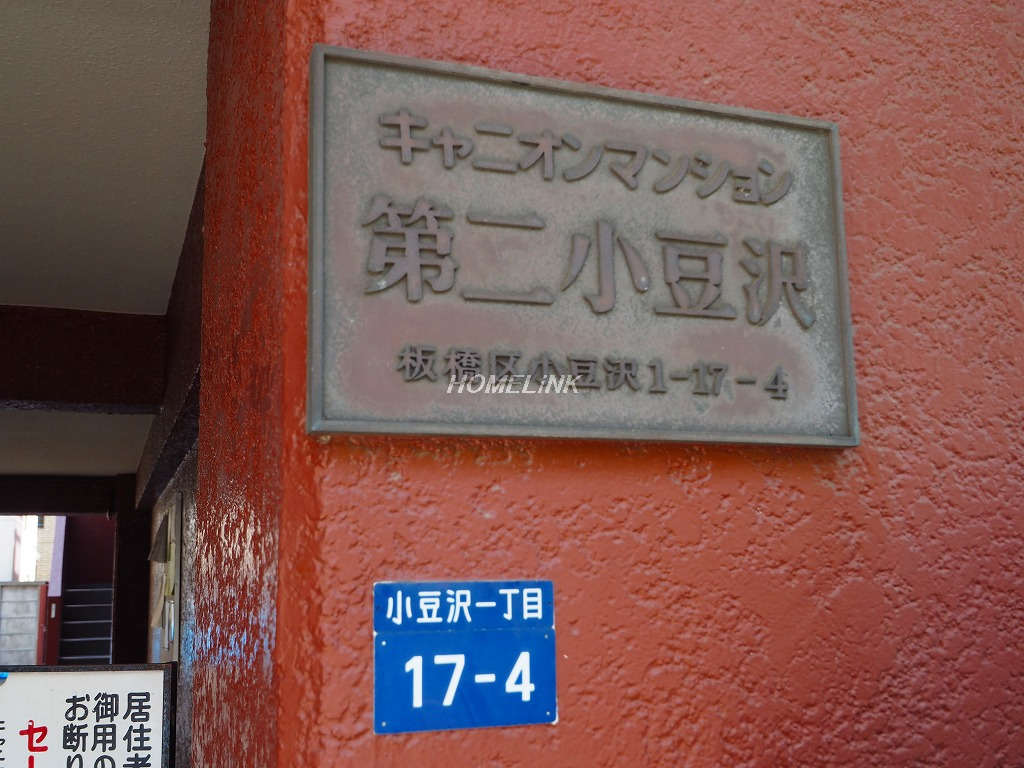 キャニオンマンション
第二小豆沢
板橋区小豆沢1-17-4
HOMELINK
小豆沢一丁目
17-4
居住者
御用の
お断り
セー